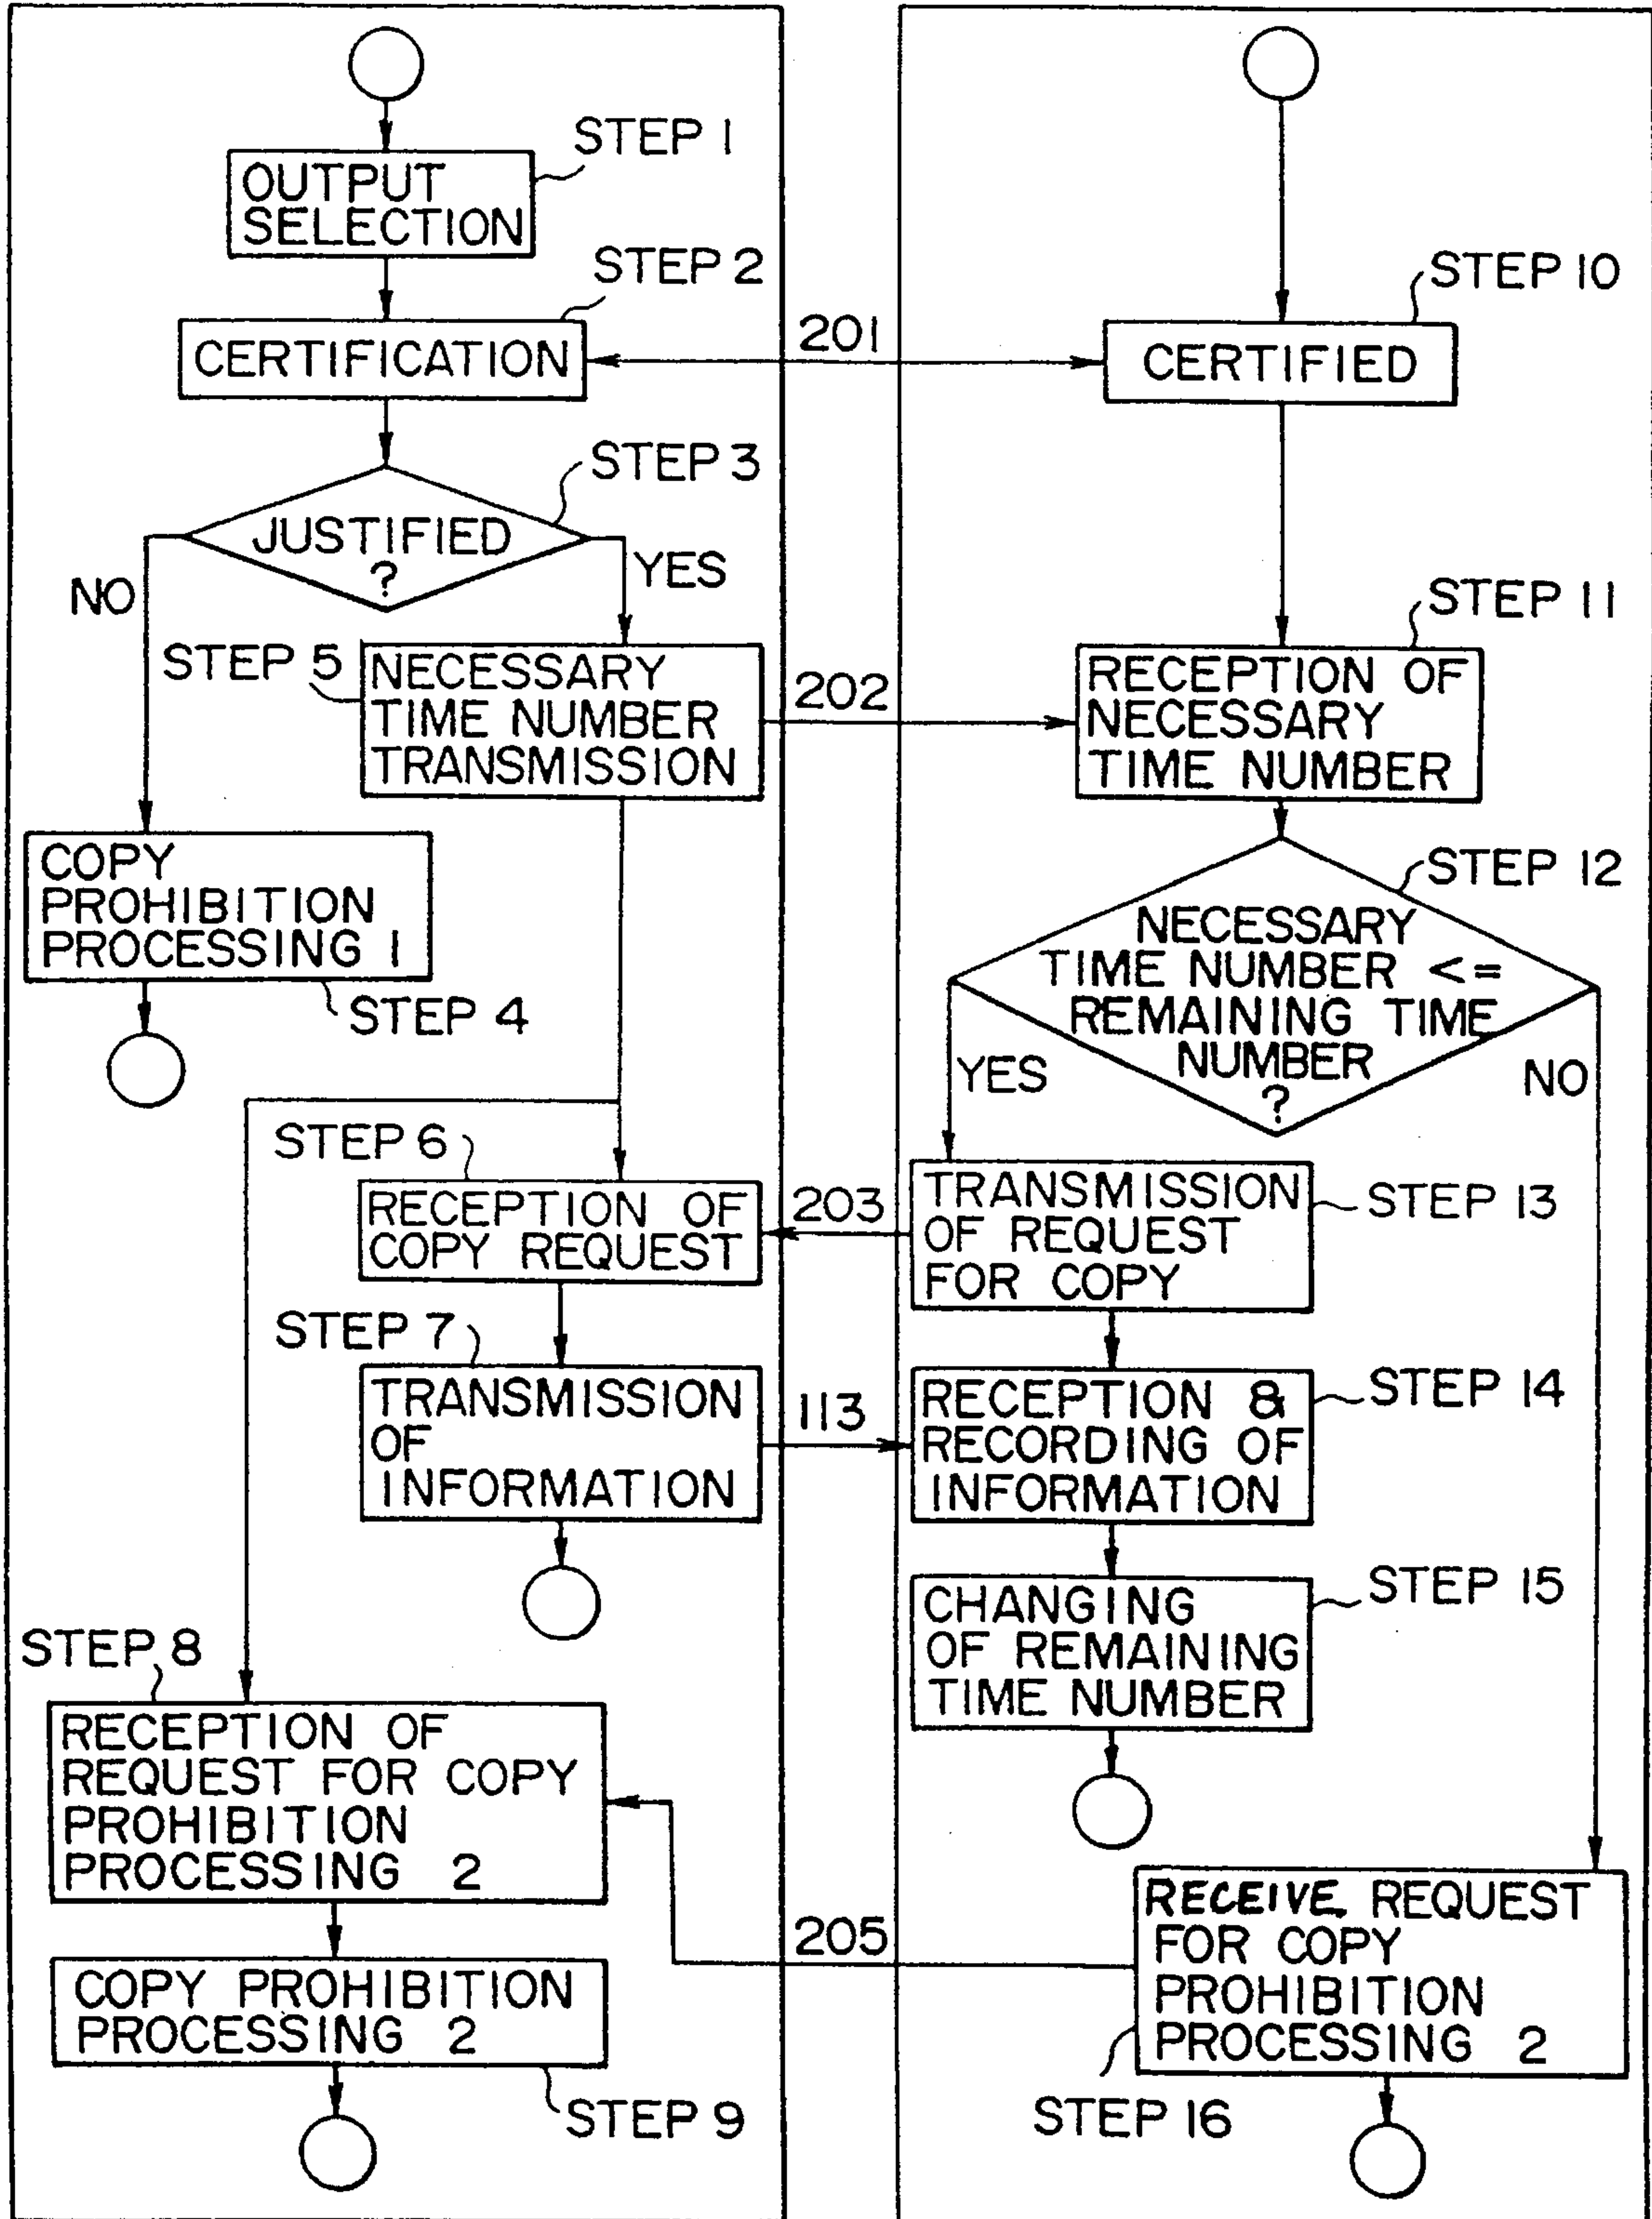 STEP 1
OUTPUT
SELECTION
STEP 2
CERTIFICATION
STEP 3
JUSTIFIED
?
NO
YES
STEP 5
NECESSARY
TIME NUMBER
TRANSMISSION
COPY
PROHIBITION
PROCESSING 1
STEP 4
STEP 6
RECEPTION OF
COPY REQUEST
STEP 7
TRANSMISSION
OF
INFORMATION
STEP 8
RECEPTION OF
REQUEST FOR COPY
PROHIBITION
PROCESSING 2
COPY PROHIBITION
PROCESSING 2
STEP 9
201
202
203
113
205
STEP 10
CERTIFIED
STEP 11
RECEPTION OF
NECESSARY
TIME NUMBER
STEP 12
NECESSARY
TIME NUMBER <=
REMAINING TIME
NUMBER
?
YES
NO
TRANSMISSION
OF REQUEST
FOR COPY
STEP 13
RECEPTION &
RECORDING OF
INFORMATION
STEP 14
CHANGING
OF REMAINING
TIME NUMBER
STEP 15
RECEIVE REQUEST
FOR COPY
PROHIBITION
PROCESSING 2
STEP 16